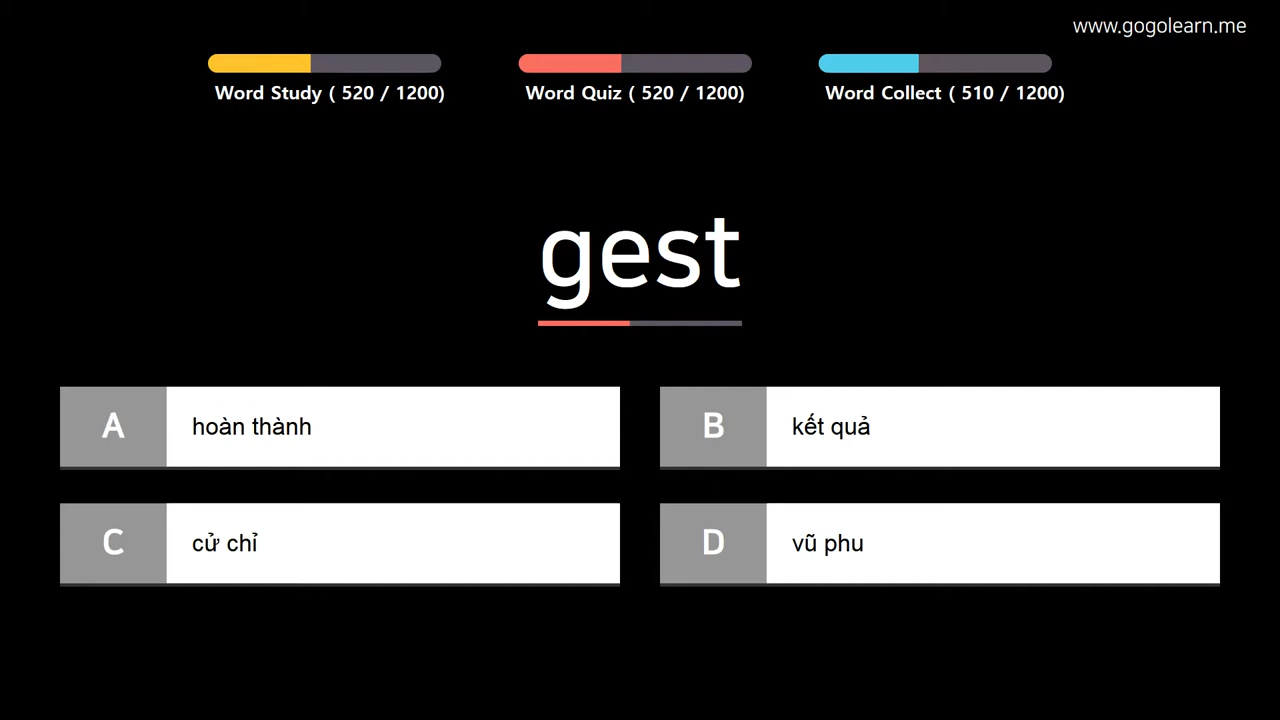 www.gogolearn.me
Word Study ( 520 / 1200)
Word Quiz ( 520 / 1200)
Word Collect ( 510 / 1200)
gest
A hoàn thành
B kết quả
C cử chỉ
D vũ phu